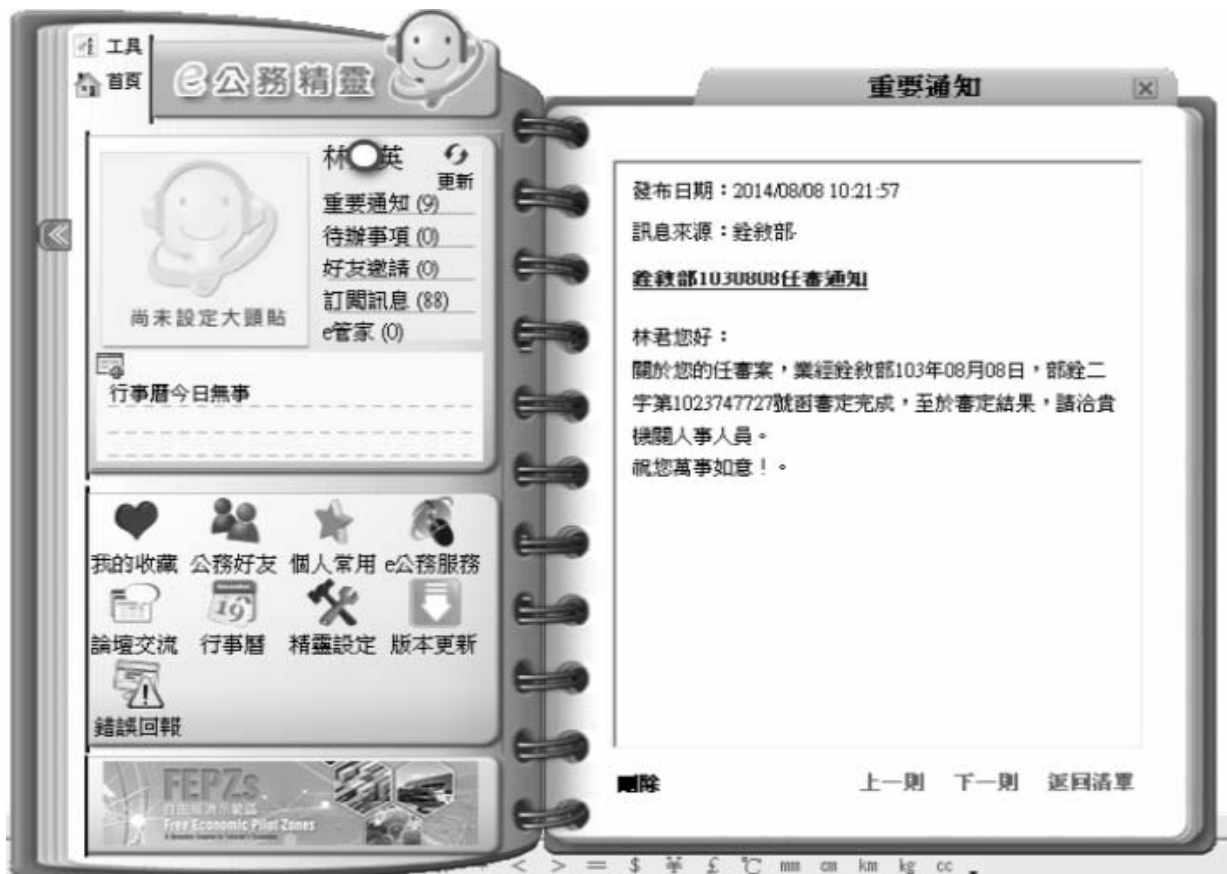 工具
首頁
e公務精靈
林 英
更新
重要通知 (9)
待辦事項 (0)
好友邀請 (0)
訂閱訊息 (88)
e管家 (0)
尚未設定大頭貼
行事曆今日無事
我的收藏 公務好友 個人常用 e公務服務
19
論壇交流 行事曆 精靈設定 版本更新
錯誤回報
FEPZs
自由經濟示範區
Free Economic Pilot Zones
重要通知
發布日期：2014/08/08 10:21:57
訊息來源：銓敘部
銓敘部1030808任審通知
林君您好：
關於您的任審案，業經銓敘部103年08月08日，部銓二
字第1023747727號函審定完成，至於審定結果，請洽貴
機關人事人員。
祝您萬事如意！。
刪除 上一則 下一則 返回清單
< > = $ ¥ £ ℃ mm cm km kg cc